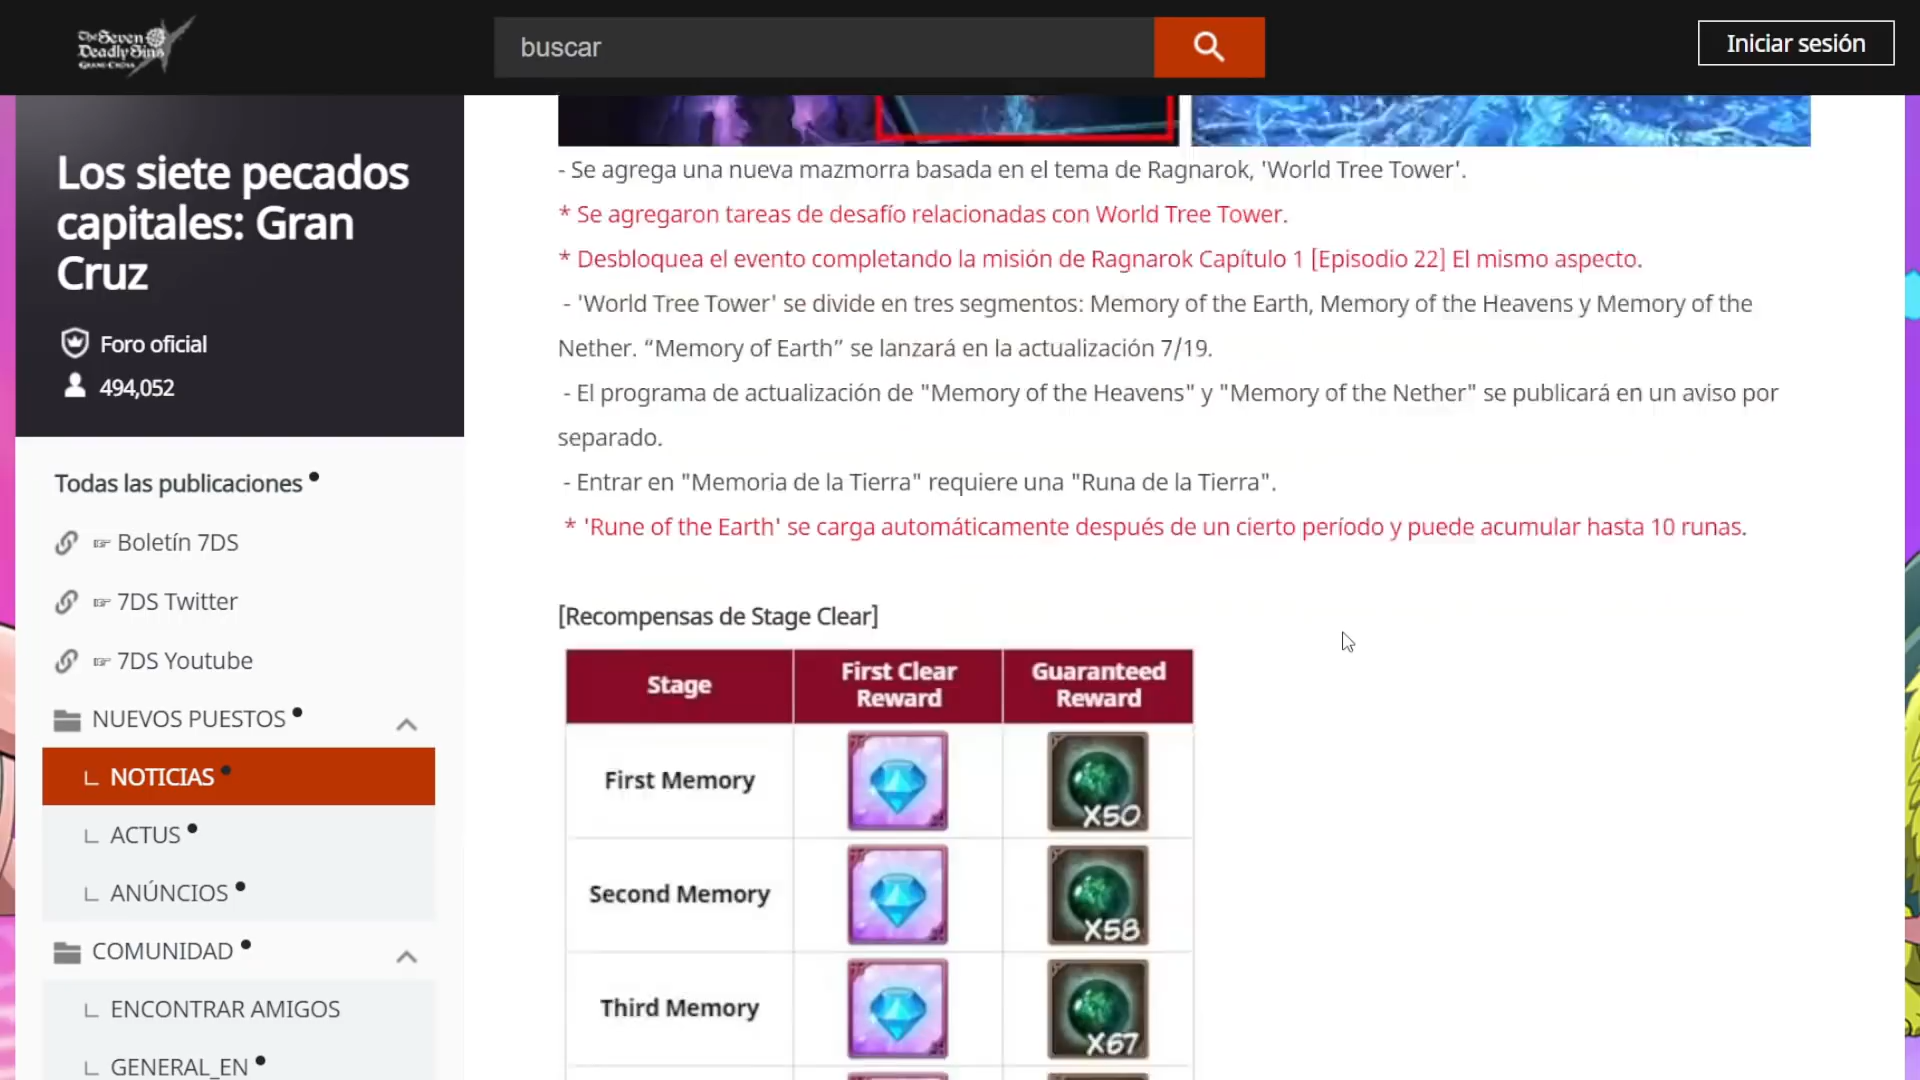 The Seven
Deadly Sins
GRAND CROSS
buscar
Iniciar sesión
Los siete pecados
capitales: Gran
Cruz
Foro oficial
494,052
Todas las publicaciones
☞ Boletín 7DS
☞ 7DS Twitter
☞ 7DS Youtube
NUEVOS PUESTOS
ㄴ NOTICIAS
ㄴ ACTUS
ㄴ ANÚNCIOS
COMUNIDAD
ㄴ ENCONTRAR AMIGOS
ㄴ GENERAL_EN
- Se agrega una nueva mazmorra basada en el tema de Ragnarok, 'World Tree Tower'.
* Se agregaron tareas de desafío relacionadas con World Tree Tower.
* Desbloquea el evento completando la misión de Ragnarok Capítulo 1 [Episodio 22] El mismo aspecto.
- 'World Tree Tower' se divide en tres segmentos: Memory of the Earth, Memory of the Heavens y Memory of the
Nether. “Memory of Earth” se lanzará en la actualización 7/19.
- El programa de actualización de "Memory of the Heavens" y "Memory of the Nether" se publicará en un aviso por
separado.
- Entrar en "Memoria de la Tierra" requiere una "Runa de la Tierra".
* 'Rune of the Earth' se carga automáticamente después de un cierto período y puede acumular hasta 10 runas.
[Recompensas de Stage Clear]
Stage
First Clear
Reward
Guaranteed
Reward
First Memory
X50
Second Memory
X58
Third Memory
X67